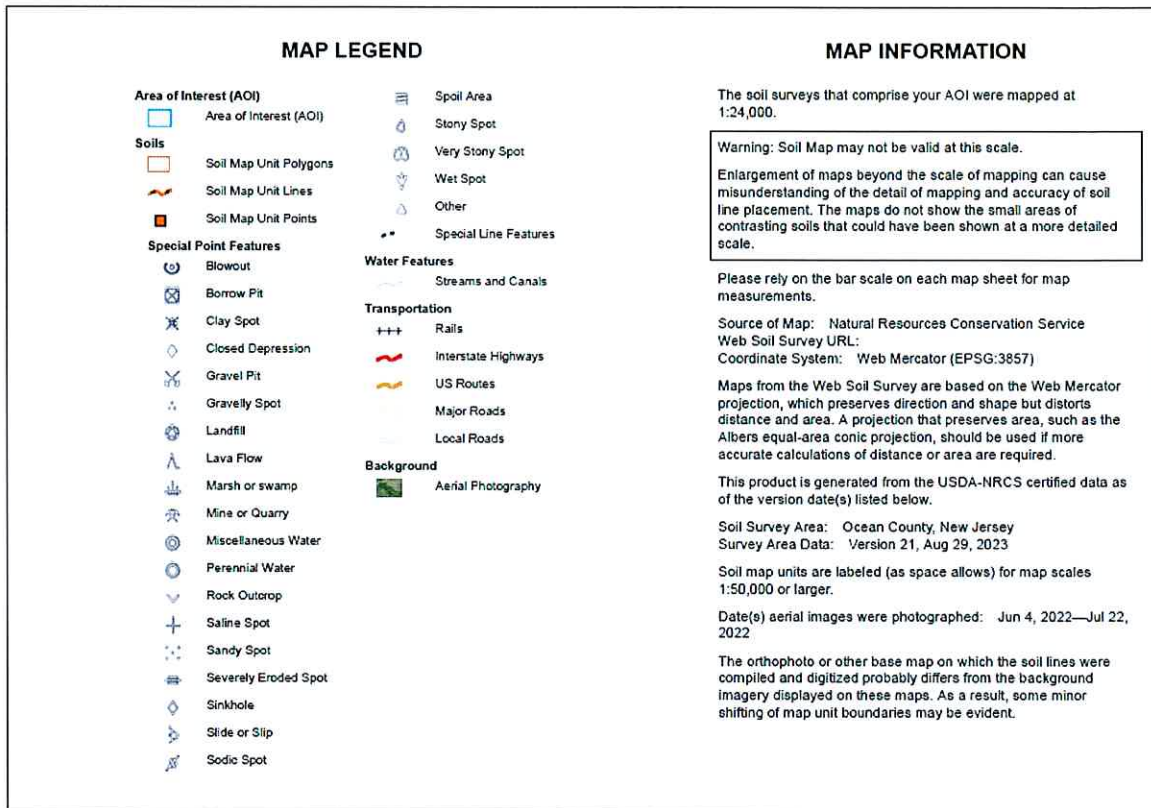 MAP LEGEND
Area of Interest (AOI)
Area of Interest (AOI)
Soils
Soil Map Unit Polygons
Soil Map Unit Lines
Soil Map Unit Points
Special Point Features
Blowout
Borrow Pit
Clay Spot
Closed Depression
Gravel Pit
Gravelly Spot
Landfill
Lava Flow
Marsh or swamp
Mine or Quarry
Miscellaneous Water
Perennial Water
Rock Outcrop
Saline Spot
Sandy Spot
Severely Eroded Spot
Sinkhole
Slide or Slip
Sodic Spot
Spoil Area
Stony Spot
Very Stony Spot
Wet Spot
Other
Special Line Features
Water Features
Streams and Canals
Transportation
Rails
Interstate Highways
US Routes
Major Roads
Local Roads
Background
Aerial Photography
MAP INFORMATION
The soil surveys that comprise your AOI were mapped at
1:24,000.
Warning: Soil Map may not be valid at this scale.
Enlargement of maps beyond the scale of mapping can cause
misunderstanding of the detail of mapping and accuracy of soil
line placement. The maps do not show the small areas of
contrasting soils that could have been shown at a more detailed
scale.
Please rely on the bar scale on each map sheet for map
measurements.
Source of Map: Natural Resources Conservation Service
Web Soil Survey URL:
Coordinate System: Web Mercator (EPSG:3857)
Maps from the Web Soil Survey are based on the Web Mercator
projection, which preserves direction and shape but distorts
distance and area. A projection that preserves area, such as the
Albers equal-area conic projection, should be used if more
accurate calculations of distance or area are required.
This product is generated from the USDA-NRCS certified data as
of the version date(s) listed below.
Soil Survey Area: Ocean County, New Jersey
Survey Area Data: Version 21, Aug 29, 2023
Soil map units are labeled (as space allows) for map scales
1:50,000 or larger.
Date(s) aerial images were photographed: Jun 4, 2022—Jul 22,
2022
The orthophoto or other base map on which the soil lines were
compiled and digitized probably differs from the background
imagery displayed on these maps. As a result, some minor
shifting of map unit boundaries may be evident.